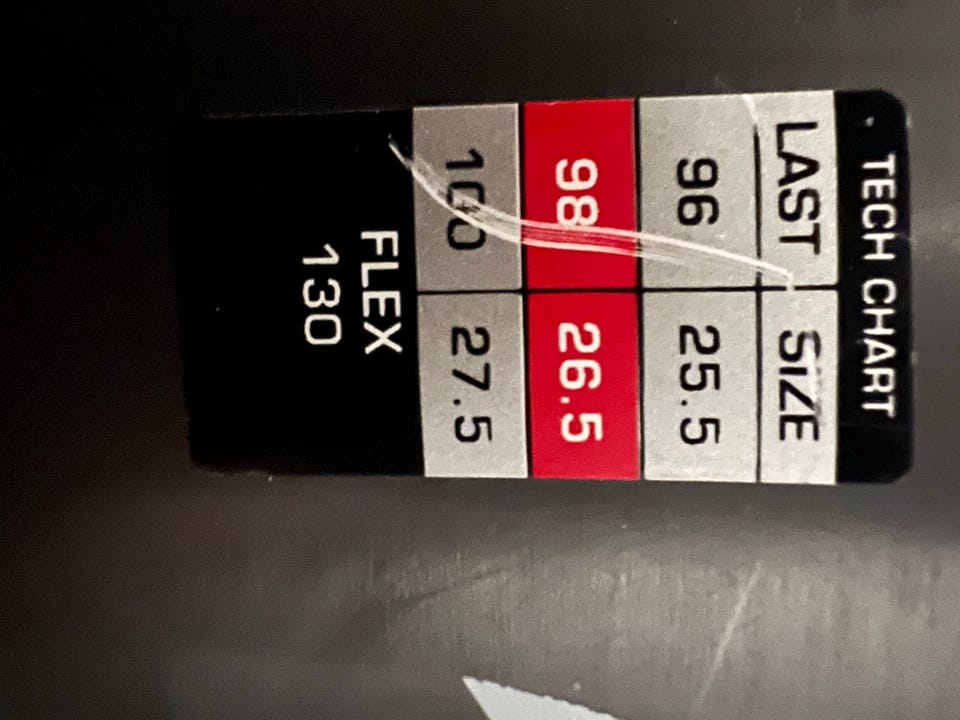 TECH CHART
LAST SIZE
96 25.5
98 26.5
100 27.5
FLEX
130